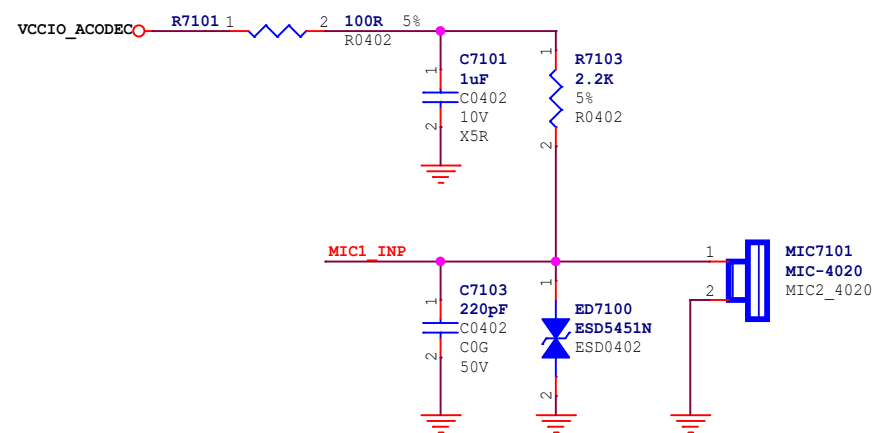 VCCIO_ACODEC
R7101 1
2 100R 5%
R0402
C7101
1uF
C0402
10V
X5R
1
2
R7103
2.2K
5%
R0402
1
2
MIC1_INP
C7103
220pF
C0402
C0G
50V
1
2
ED7100
ESD5451N
ESD0402
1
2
1
2
MIC7101
MIC-4020
MIC2_4020